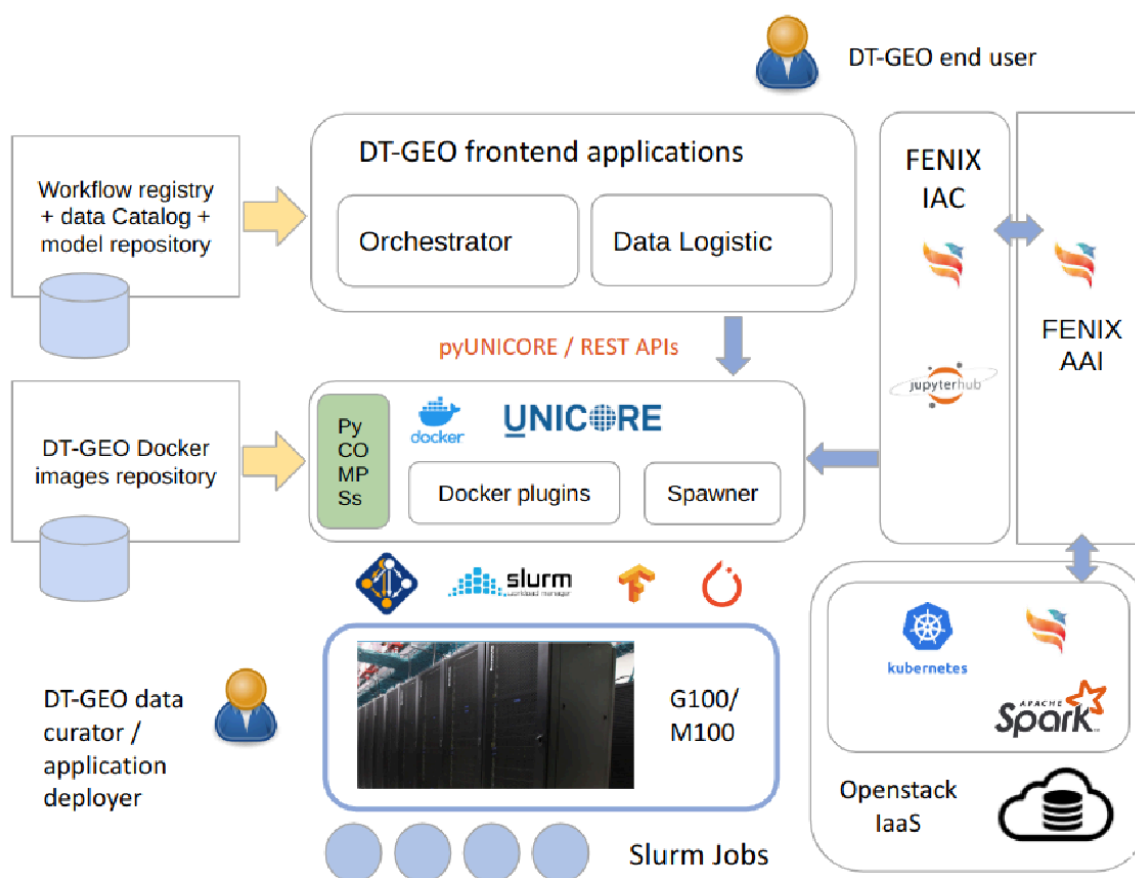 DT-GEO end user
Workflow registry
+ data Catalog +
model repository
DT-GEO frontend applications
Orchestrator
Data Logistic
FENIX
IAC
FENIX
AAI
jupyterhub
pyUNICORE / REST APIs
DT-GEO Docker
images repository
Py
CO
MP
Ss
docker
UNICORE
Docker plugins
Spawner
slurm
workload manager
kubernetes
APACHE
Spark
DT-GEO data
curator /
application
deployer
G100/
M100
Openstack
IaaS
Slurm Jobs